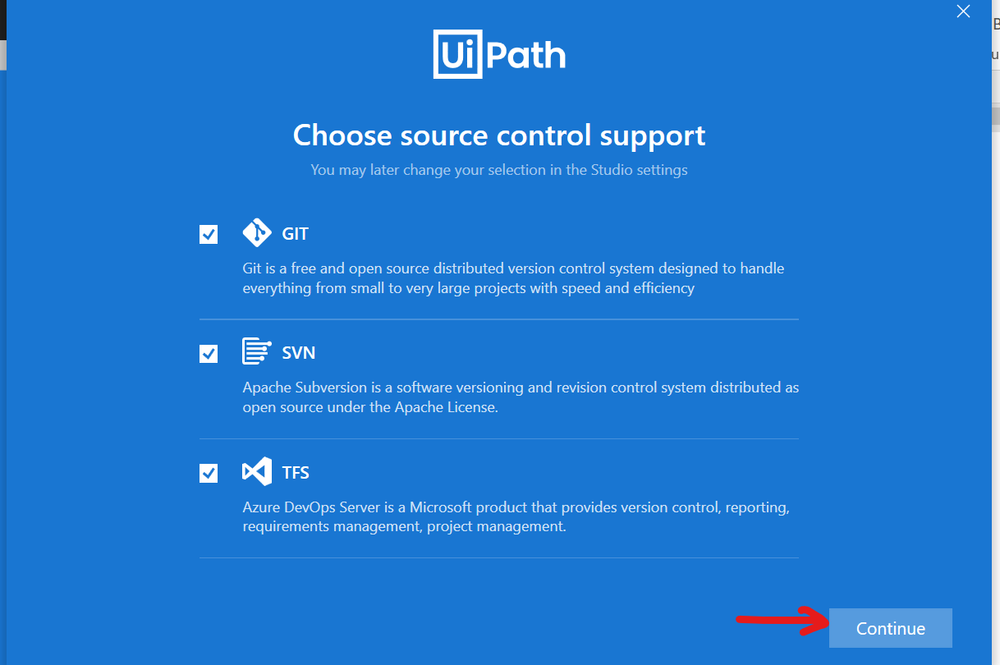 UiPath
Choose source control support
You may later change your selection in the Studio settings
GIT
Git is a free and open source distributed version control system designed to handle
everything from small to very large projects with speed and efficiency
SVN
Apache Subversion is a software versioning and revision control system distributed as
open source under the Apache License.
TFS
Azure DevOps Server is a Microsoft product that provides version control, reporting,
requirements management, project management.
Continue